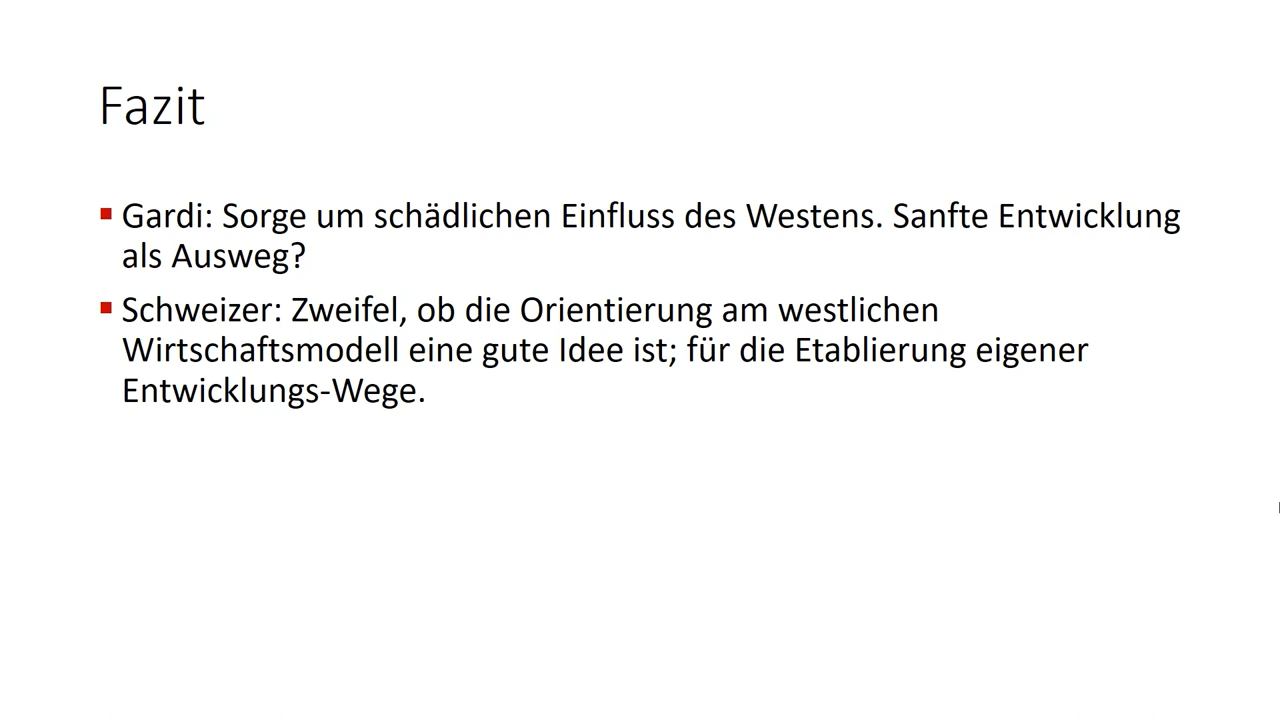 Fazit
Gardi: Sorge um schädlichen Einfluss des Westens. Sanfte Entwicklung
als Ausweg?
Schweizer: Zweifel, ob die Orientierung am westlichen
Wirtschaftsmodell eine gute Idee ist; für die Etablierung eigener
Entwicklungs-Wege.